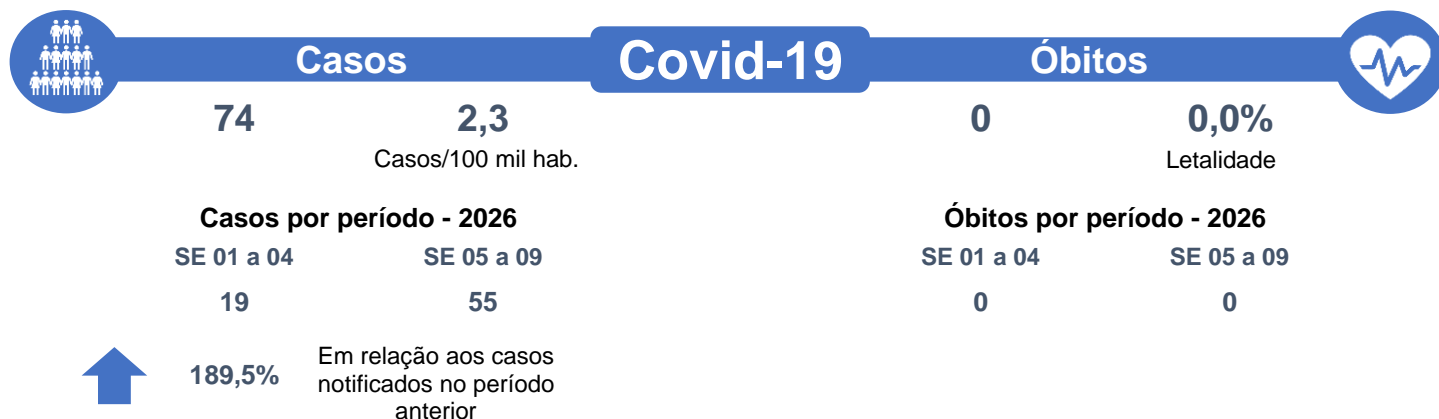 Casos
Covid-19
Óbitos
74
2,3
Casos/100 mil hab.
0
0,0%
Letalidade
Casos por período - 2026
SE 01 a 04
SE 05 a 09
19
55
189,5%
Em relação aos casos
notificados no período
anterior
Óbitos por período - 2026
SE 01 a 04
SE 05 a 09
0
0